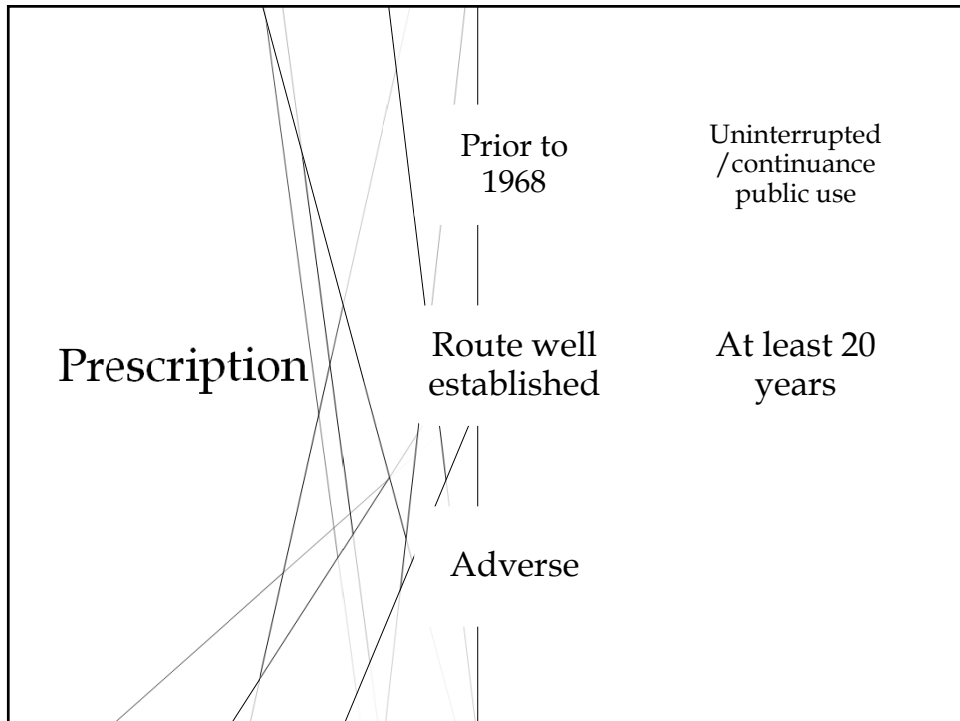 Prescription
Prior to
1968
Uninterrupted
/continuance
public use
Route well
established
At least 20
years
Adverse